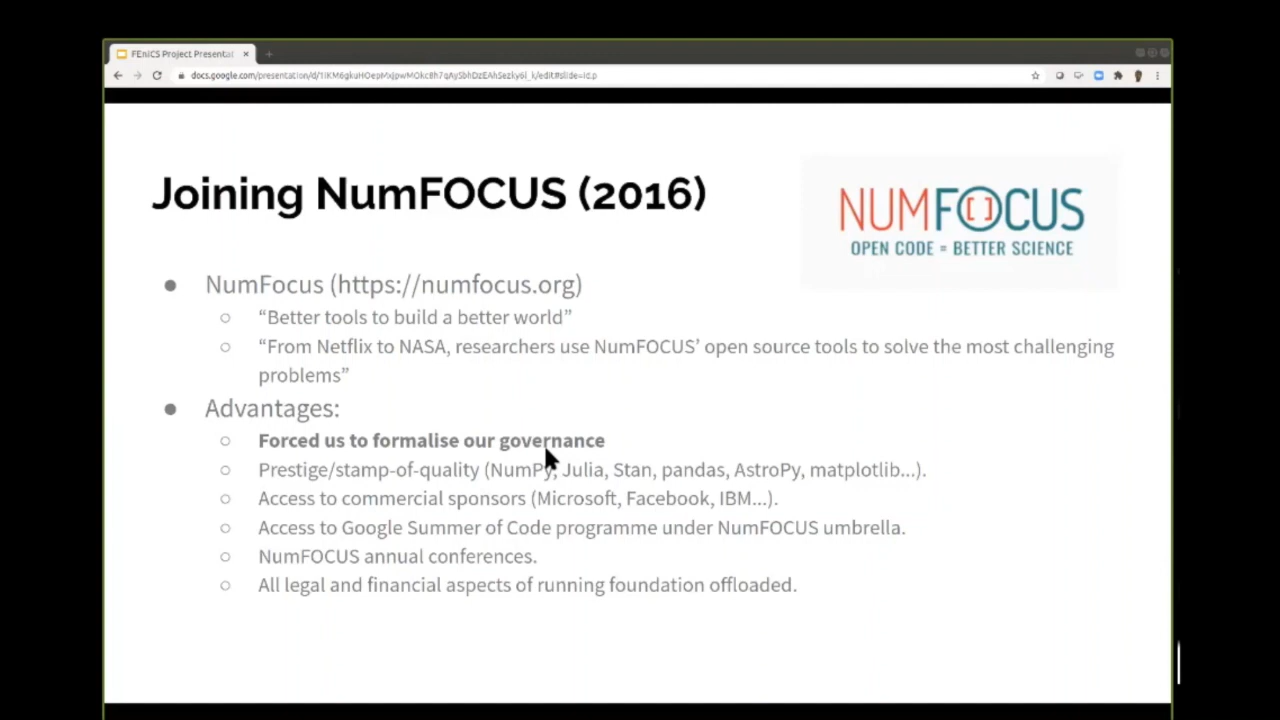 FEniCS Project Presentat
docs.google.com/presentation/d/
Joining NumFOCUS (2016)
NUMFOCUS
OPEN CODE = BETTER SCIENCE
● NumFocus (https://numfocus.org)
○ “Better tools to build a better world”
○ “From Netflix to NASA, researchers use NumFOCUS’ open source tools to solve the most challenging
problems”
● Advantages:
○ Forced us to formalise our governance
○ Prestige/stamp-of-quality (NumPy, Julia, Stan, pandas, AstroPy, matplotlib...).
○ Access to commercial sponsors (Microsoft, Facebook, IBM...).
○ Access to Google Summer of Code programme under NumFOCUS umbrella.
○ NumFOCUS annual conferences.
○ All legal and financial aspects of running foundation offloaded.